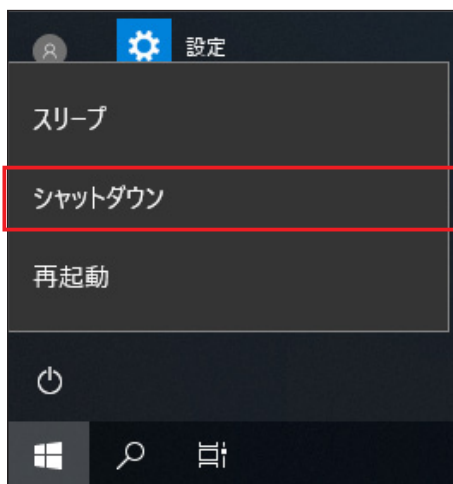 設定
スリープ
シャットダウン
再起動